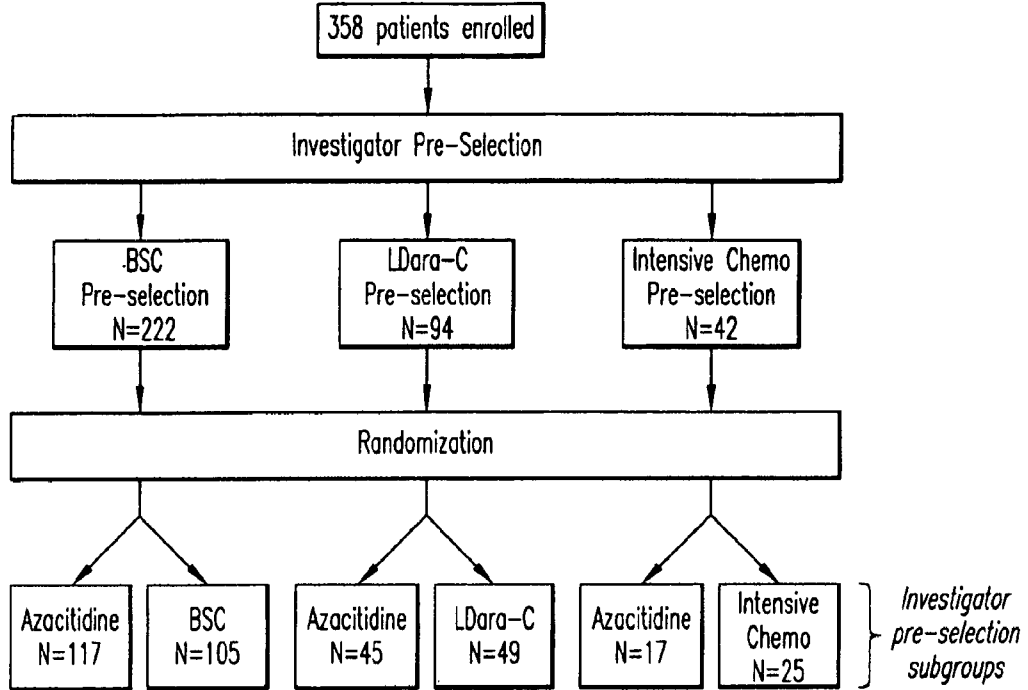 358 patients enrolled
Investigator Pre-Selection
BSC
Pre-selection
N=222
LDara-C
Pre-selection
N=94
Intensive Chemo
Pre-selection
N=42
Randomization
Azacitidine
N=117
BSC
N=105
Azacitidine
N=45
LDara-C
N=49
Azacitidine
N=17
Intensive
Chemo
N=25
Investigator
pre-selection
subgroups